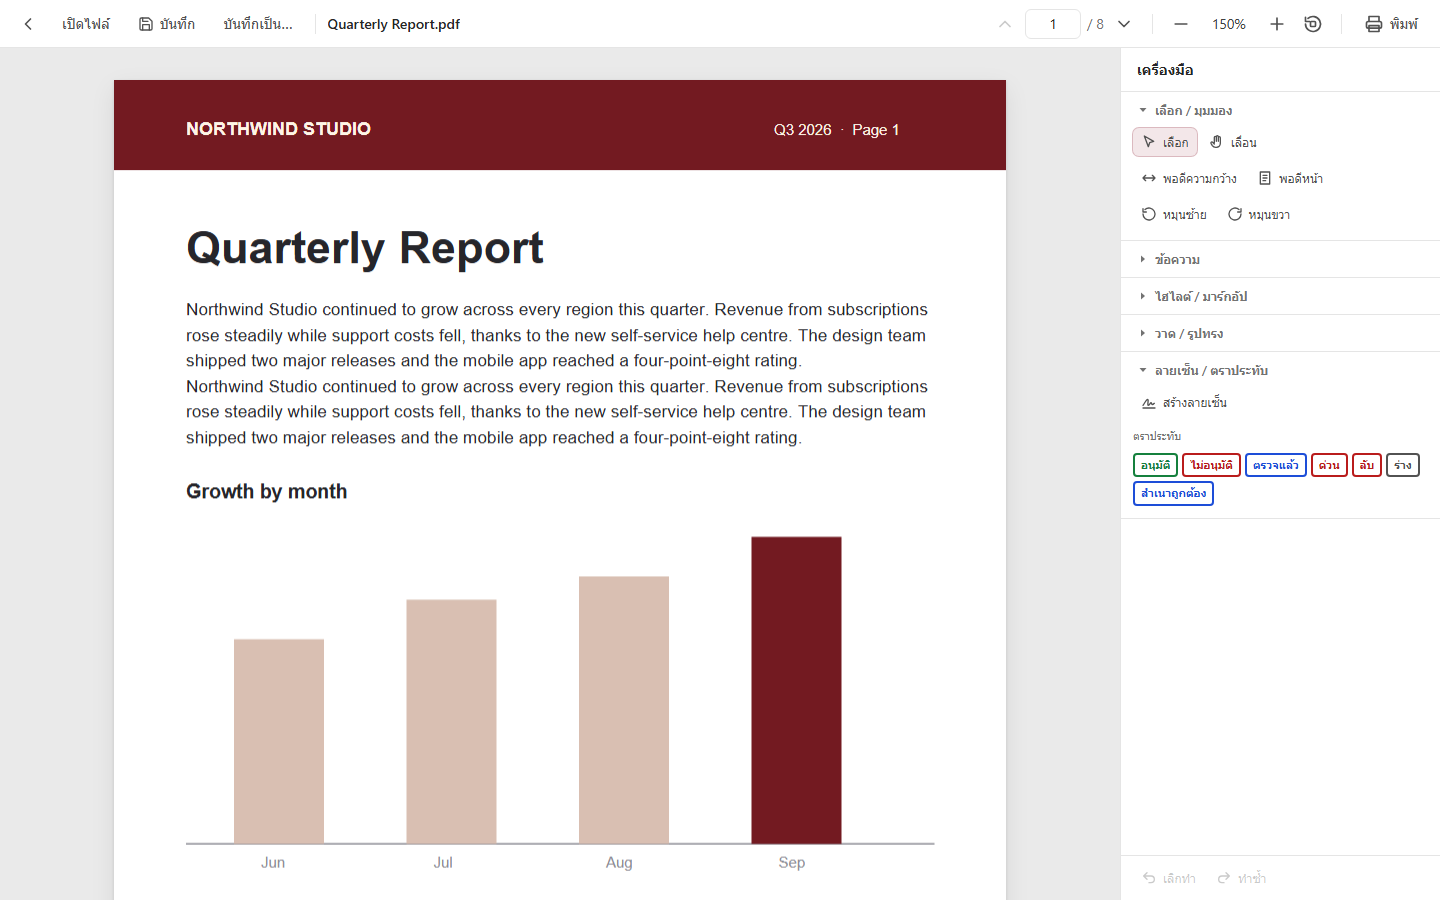 เปิดไฟล์ บันทึก บันทึกเป็น... Quarterly Report.pdf 1 / 8 150% พิมพ์
เครื่องมือ
เลือก / มุมมอง
เลือก เลื่อน
พอดีความกว้าง พอดีหน้า
หมุนซ้าย หมุนขวา
ข้อความ
ไฮไลต์ / มาร์กอัป
วาด / รูปทรง
ลายเซ็น / ตราประทับ
สร้างลายเซ็น
ตราประทับ
อนุมัติ ไม่อนุมัติ ตรวจแล้ว ด่วน ลับ ร่าง
สำเนาถูกต้อง
เลิกทำ ทำซ้ำ
NORTHWIND STUDIO Q3 2026 · Page 1
Quarterly Report
Northwind Studio continued to grow across every region this quarter. Revenue from subscriptions
rose steadily while support costs fell, thanks to the new self-service help centre. The design team
shipped two major releases and the mobile app reached a four-point-eight rating.
Northwind Studio continued to grow across every region this quarter. Revenue from subscriptions
rose steadily while support costs fell, thanks to the new self-service help centre. The design team
shipped two major releases and the mobile app reached a four-point-eight rating.
Growth by month
Jun Jul Aug Sep